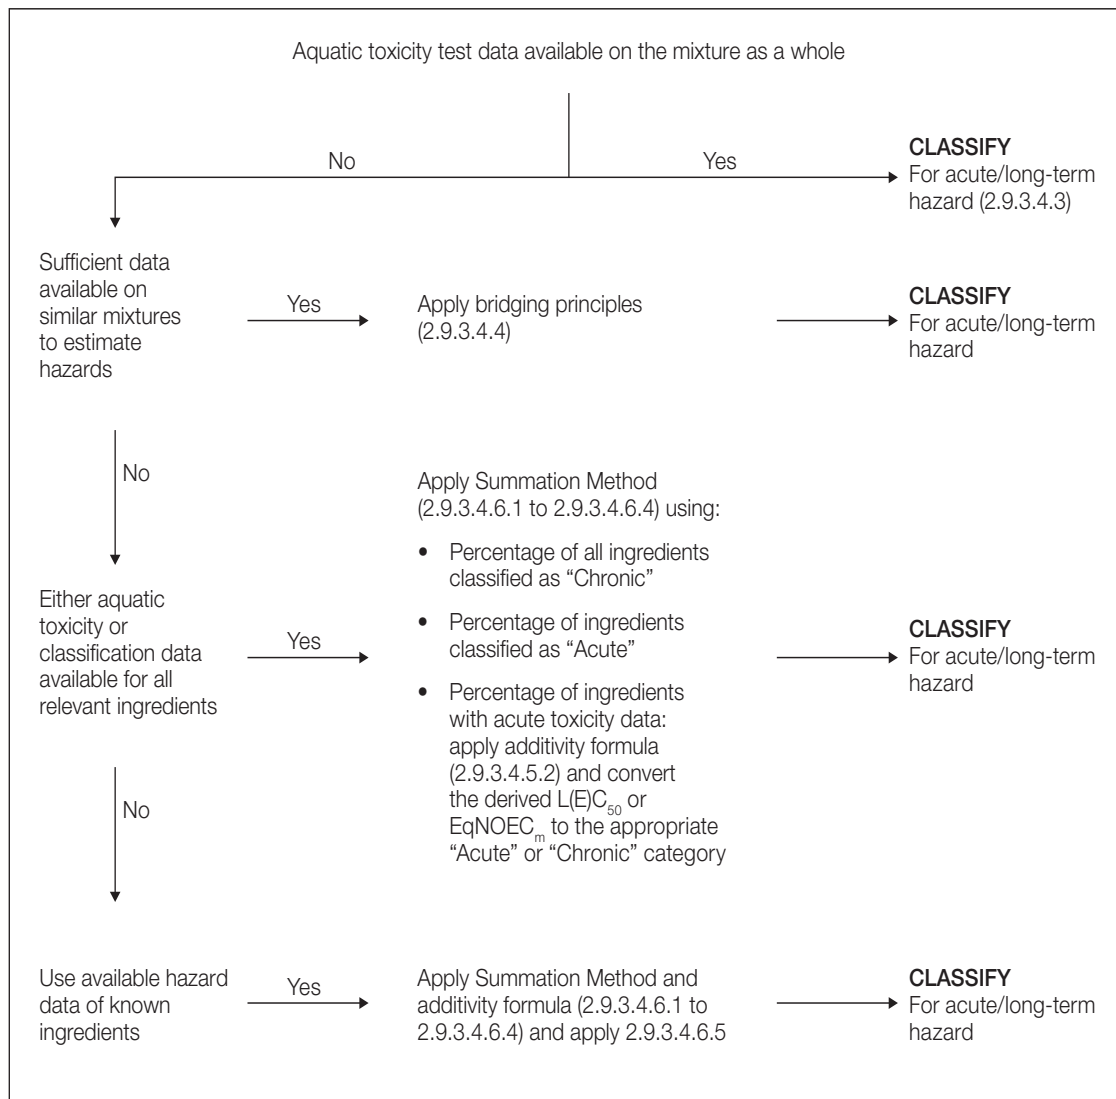 Aquatic toxicity test data available on the mixture as a whole
No
Yes
CLASSIFY
For acute/long-term
hazard (2.9.3.4.3)
Sufficient data
available on
similar mixtures
to estimate
hazards
Yes
Apply bridging principles
(2.9.3.4.4)
CLASSIFY
For acute/long-term
hazard
No
Apply Summation Method
(2.9.3.4.6.1 to 2.9.3.4.6.4) using:
• Percentage of all ingredients
classified as “Chronic”
• Percentage of ingredients
classified as “Acute”
• Percentage of ingredients
with acute toxicity data:
apply additivity formula
(2.9.3.4.5.2) and convert
the derived L(E)C50 or
EqNOECm to the appropriate
“Acute” or “Chronic” category
Either aquatic
toxicity or
classification data
available for all
relevant ingredients
Yes
CLASSIFY
For acute/long-term
hazard
No
Use available hazard
data of known
ingredients
Yes
Apply Summation Method and
additivity formula (2.9.3.4.6.1 to
2.9.3.4.6.4) and apply 2.9.3.4.6.5
CLASSIFY
For acute/long-term
hazard